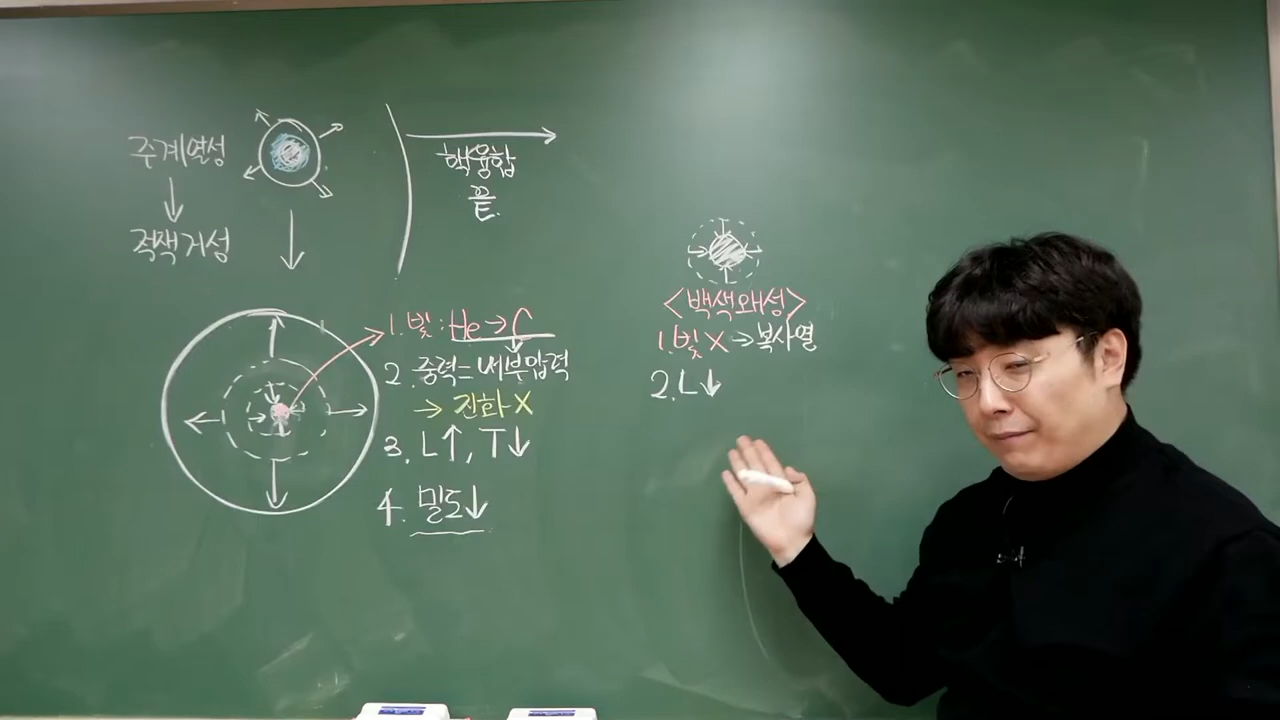 주계열성
↓
적색거성
핵융합
끝.
1. 빛 : He → C
2. 중력 = 내부압력
→ 진화 X
3. L↑, T↓
4. 밀도↓
<백색왜성>
1. 빛 X → 복사열
2. L↓